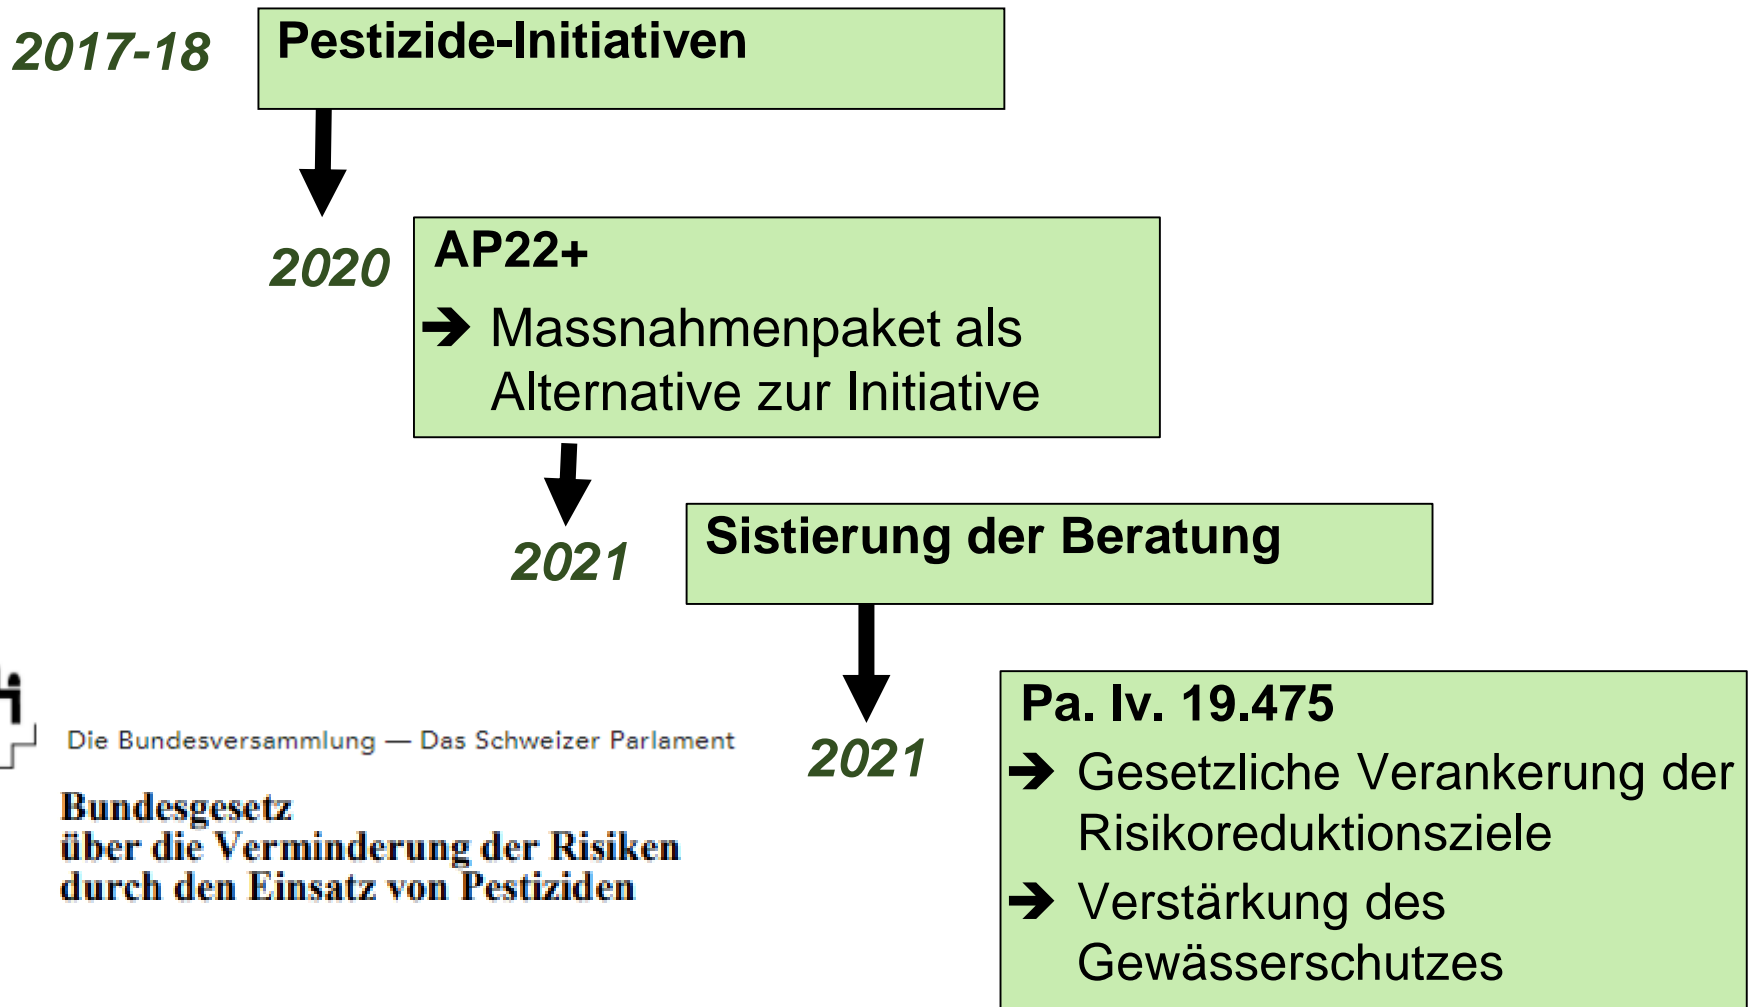 2017-18
Pestizide-Initiativen
2020
AP22+
➔ Massnahmenpaket als
Alternative zur Initiative
2021
Sistierung der Beratung
2021
Pa. Iv. 19.475
➔ Gesetzliche Verankerung der
Risikoreduktionsziele
➔ Verstärkung des
Gewässerschutzes
Die Bundesversammlung — Das Schweizer Parlament
Bundesgesetz
über die Verminderung der Risiken
durch den Einsatz von Pestiziden